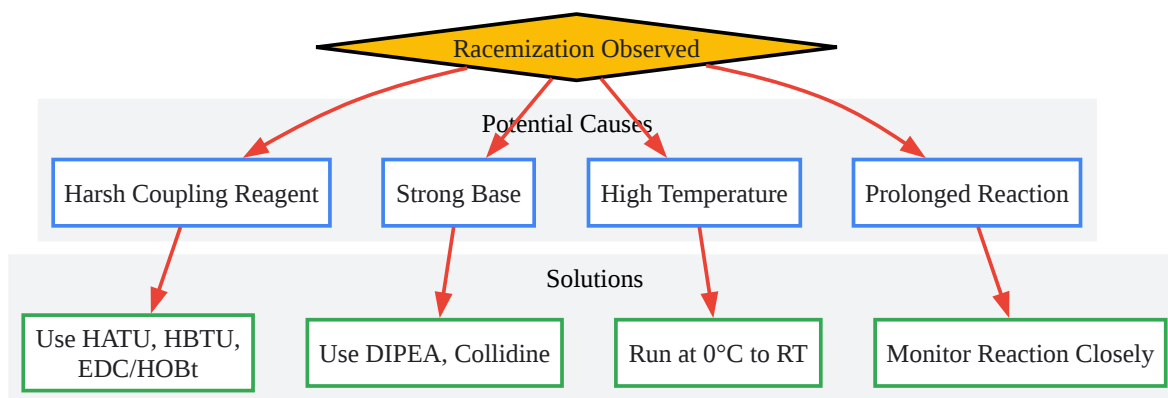 Racemization Observed
Potential Causes
Harsh Coupling Reagent
Strong Base
High Temperature
Prolonged Reaction
Solutions
Use HATU, HBTU,
EDC/HOBt
Use DIPEA, Collidine
Run at 0°C to RT
Monitor Reaction Closely